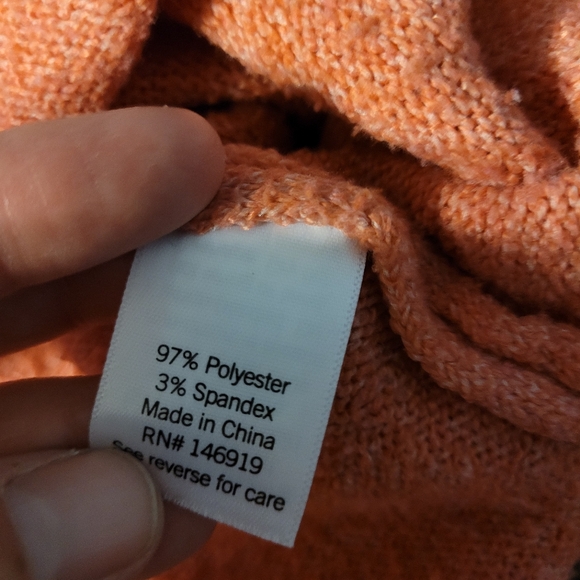 97% Polyester
3% Spandex
Made in China
RN# 146919
See reverse for care